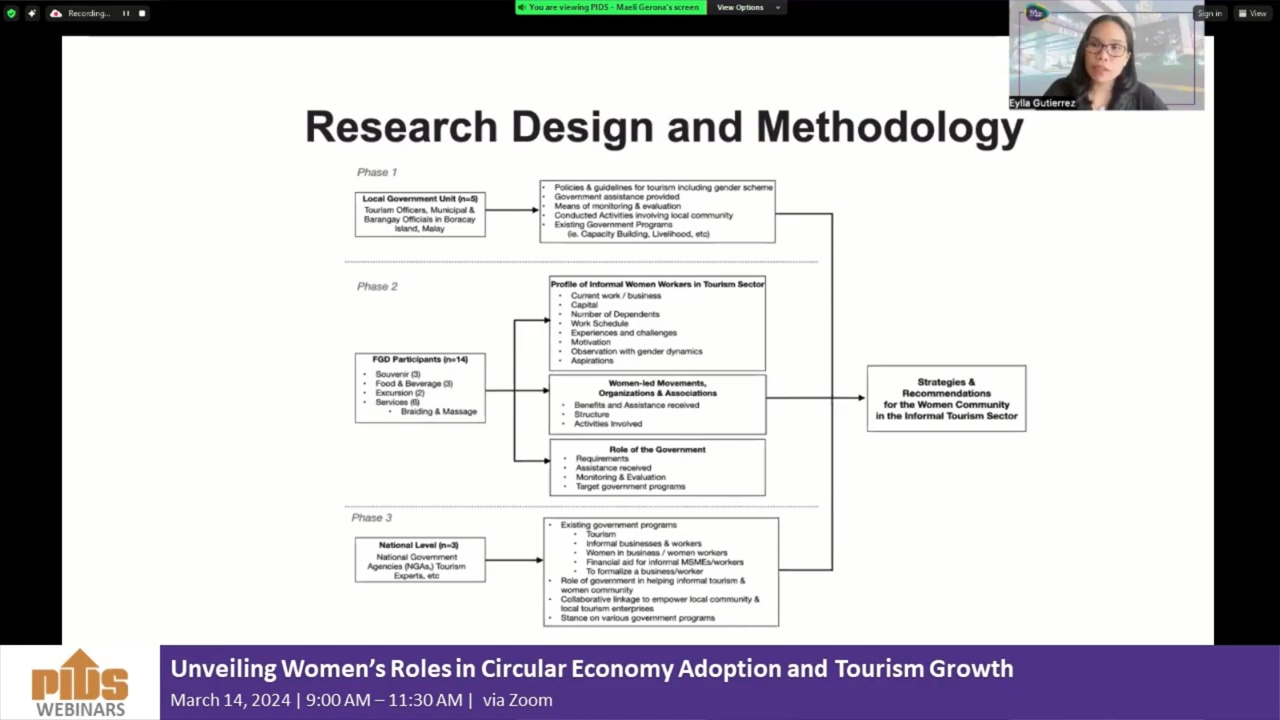 Recording...
You are viewing PIDS - Maeli Gerona's screen
View Options
Sign in
View
Eylla Gutierrez
Research Design and Methodology
Phase 1
Local Government Unit (n=5)
Tourism Officers, Municipal &
Barangay Officials in Boracay
Island, Malay
• Policies & guidelines for tourism including gender scheme
• Government assistance provided
• Means of monitoring & evaluation
• Conducted Activities involving local community
• Existing Government Programs
(ie. Capacity Building, Livelihood, etc)
Phase 2
FGD Participants (n=14)
• Souvenir (3)
• Food & Beverage (3)
• Excursion (2)
• Services (6)
• Braiding & Massage
Profile of Informal Women Workers in Tourism Sector
• Current work / business
• Capital
• Number of Dependents
• Work Schedule
• Experiences and challenges
• Motivation
• Observation with gender dynamics
• Aspirations
Women-led Movements,
Organizations & Associations
• Benefits and Assistance received
• Structure
• Activities Involved
Role of the Government
• Requirements
• Assistance received
• Monitoring & Evaluation
• Target government programs
Strategies &
Recommendations
for the Women Community
in the Informal Tourism Sector
Phase 3
National Level (n=3)
National Government
Agencies (NGAs,) Tourism
Experts, etc
• Existing government programs
• Tourism
• Informal businesses & workers
• Women in business / women workers
• Financial aid for informal MSMEs/workers
• To formalize a business/worker
• Role of government in helping informal tourism &
women community
• Collaborative linkage to empower local community &
local tourism enterprises
• Stance on various government programs
PIDS
WEBINARS
Unveiling Women's Roles in Circular Economy Adoption and Tourism Growth
March 14, 2024 | 9:00 AM – 11:30 AM | via Zoom